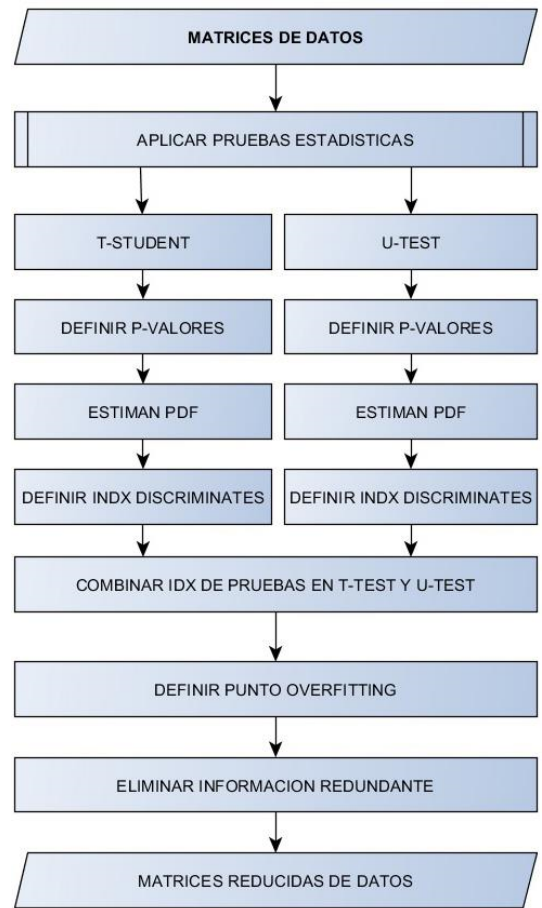 MATRICES DE DATOS
APLICAR PRUEBAS ESTADISTICAS
T-STUDENT
U-TEST
DEFINIR P-VALORES
DEFINIR P-VALORES
ESTIMAN PDF
ESTIMAN PDF
DEFINIR INDX DISCRIMINATES
DEFINIR INDX DISCRIMINATES
COMBINAR IDX DE PRUEBAS EN T-TEST Y U-TEST
DEFINIR PUNTO OVERFITTING
ELIMINAR INFORMACION REDUNDANTE
MATRICES REDUCIDAS DE DATOS